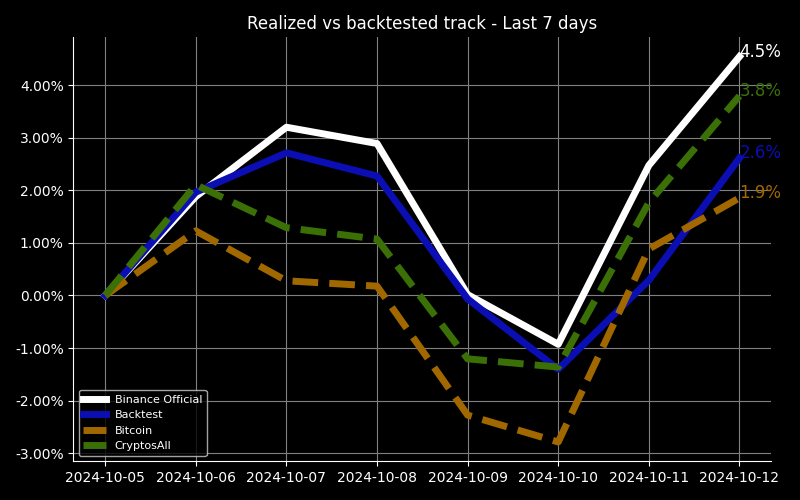 Realized vs backtested track - Last 7 days
4.5%
4.00%
3.8%
3.00%
2.6%
2.00%
1.9%
1.00%
0.00%
-1.00%
-2.00%
-3.00%
Binance Official
Backtest
Bitcoin
CryptosAll
2024-10-05 2024-10-06 2024-10-07 2024-10-08 2024-10-09 2024-10-10 2024-10-11 2024-10-12